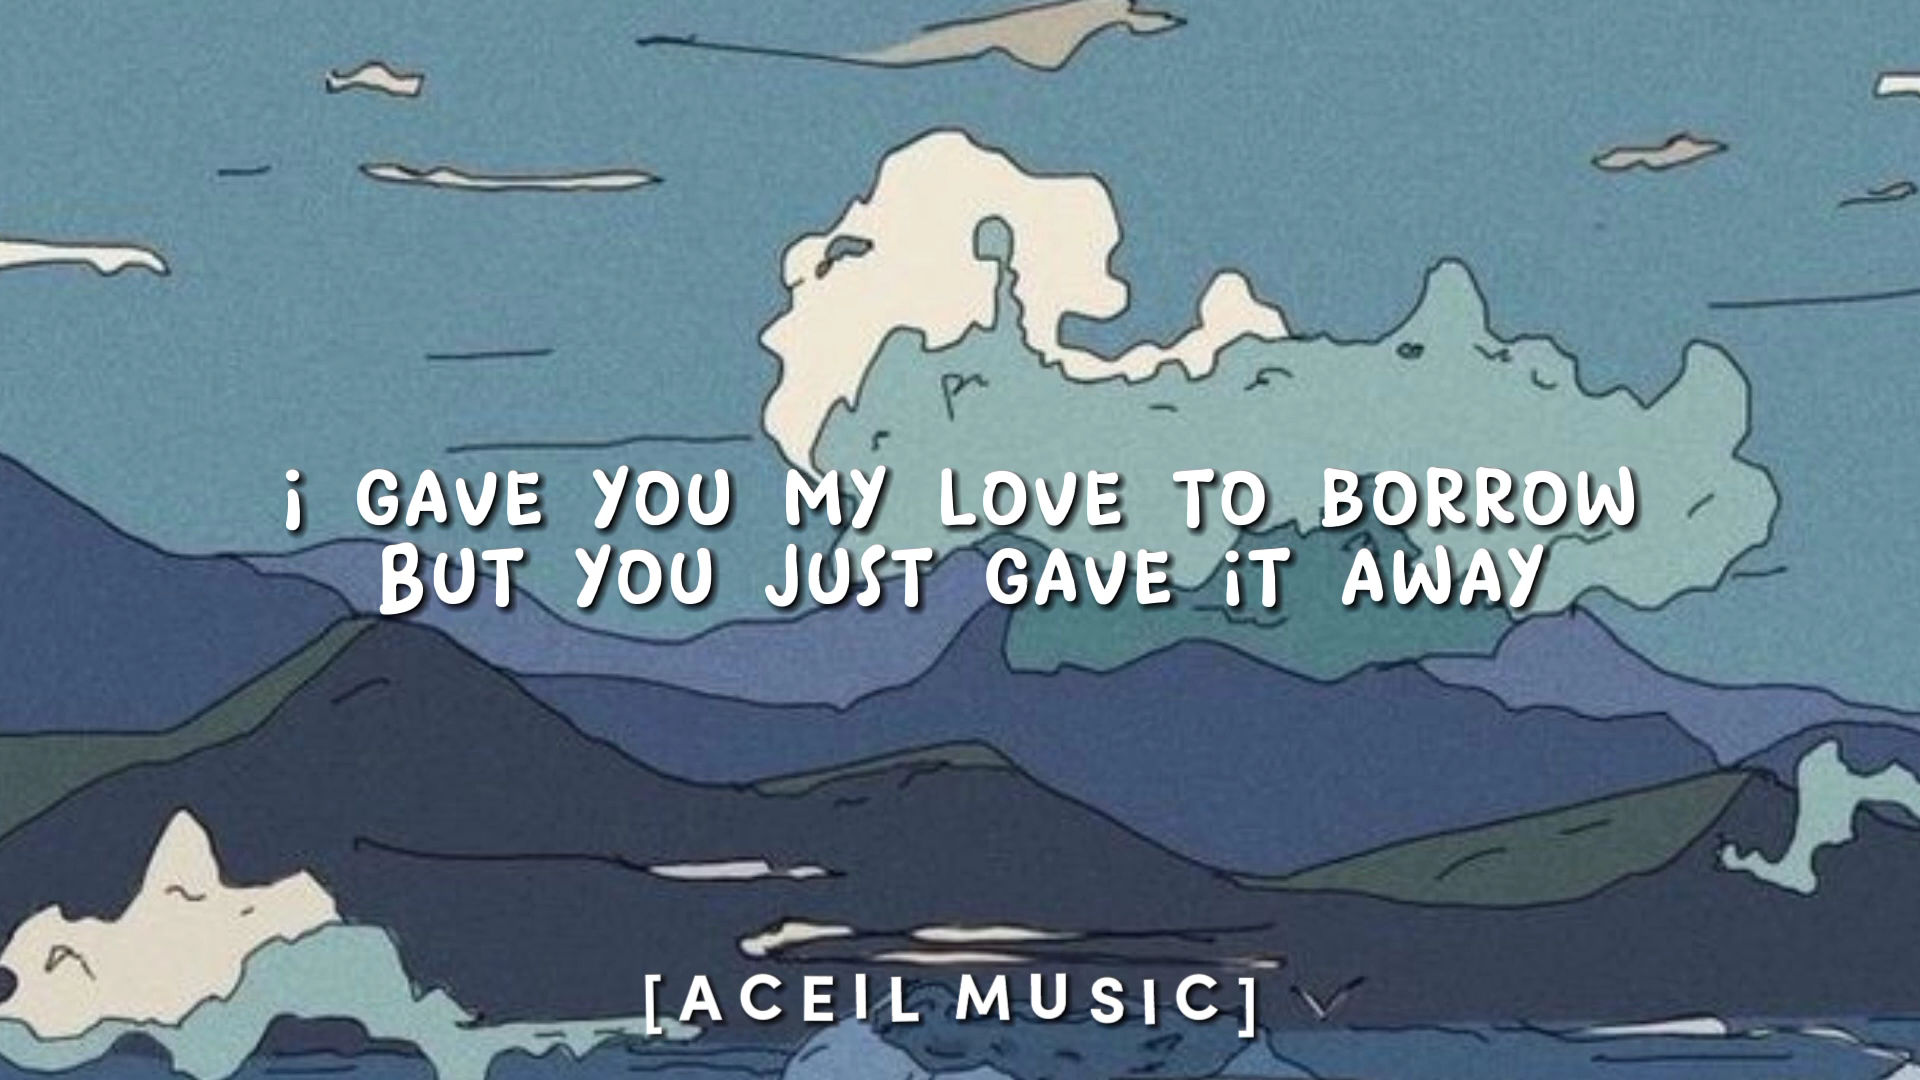 i GAVE YOU MY LOVE TO BORROW
BUT YOU JUST GAVE iT AWAY
[ACEIL MUSIC]